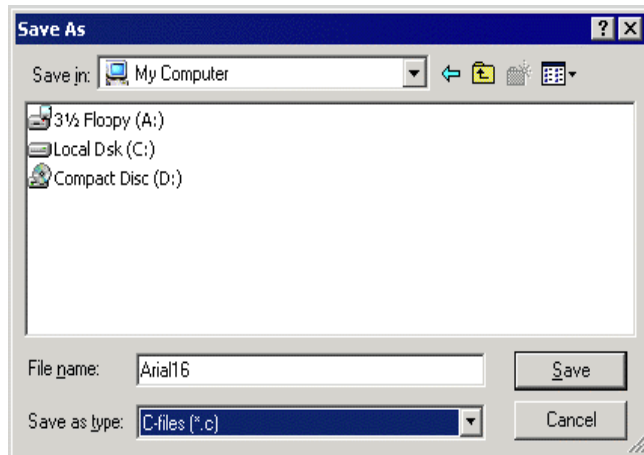 Save As
Save in: My Computer
3½ Floppy (A:)
Local Dsk (C:)
Compact Disc (D:)
File name: Arial16 Save
Save as type: C-files (*.c) Cancel